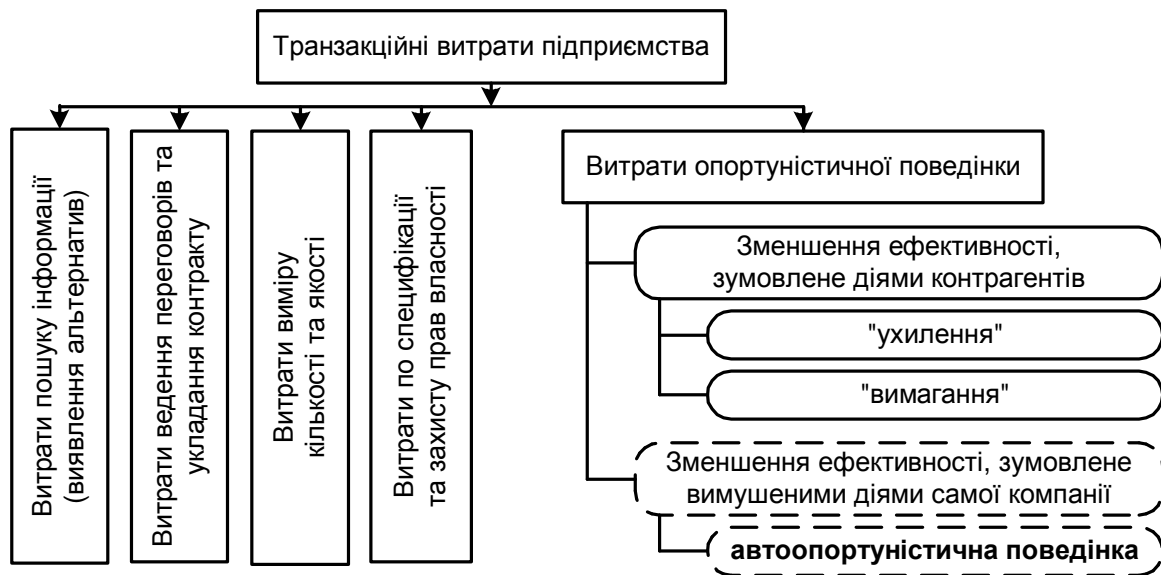 Транзакційні витрати підприємства
Витрати пошуку інформації
(виявлення альтернатив)
Витрати ведення переговорів та
укладання контракту
Витрати виміру
кількості та якості
Витрати по специфікації
та захисту прав власності
Витрати опортуністичної поведінки
Зменшення ефективності,
зумовлене діями контрагентів
"ухилення"
"вимагання"
Зменшення ефективності, зумовлене
вимушеними діями самої компанії
автоопортуністична поведінка